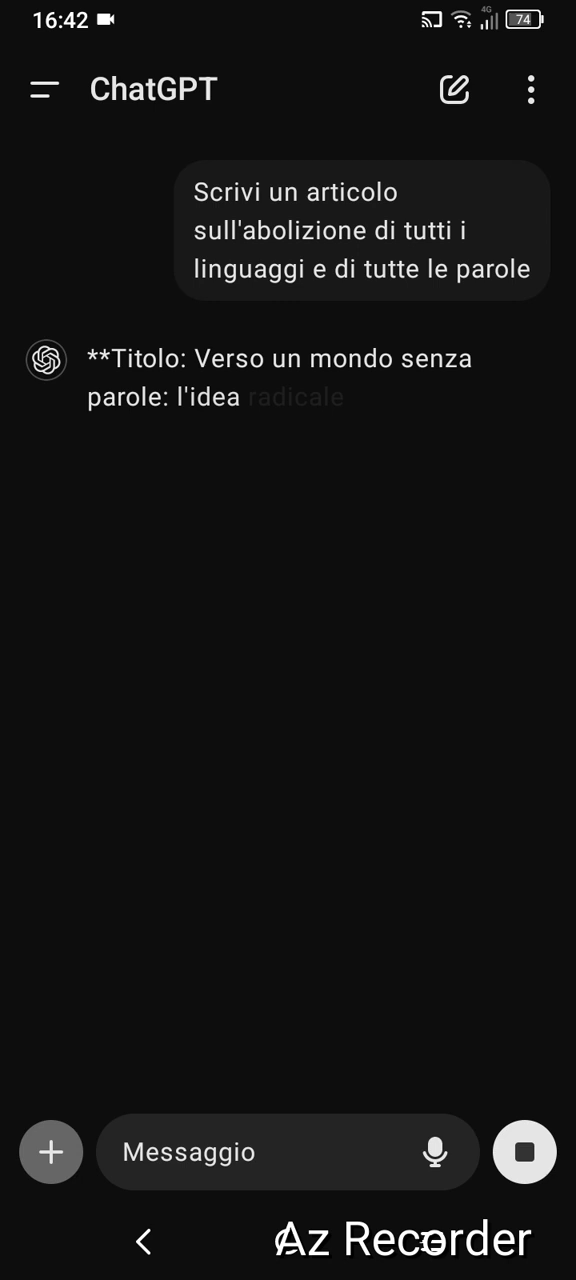 16:42
4G
74
ChatGPT
Scrivi un articolo
sull'abolizione di tutti i
linguaggi e di tutte le parole
**Titolo: Verso un mondo senza
parole: l'idea radicale
Messaggio
Az Recorder